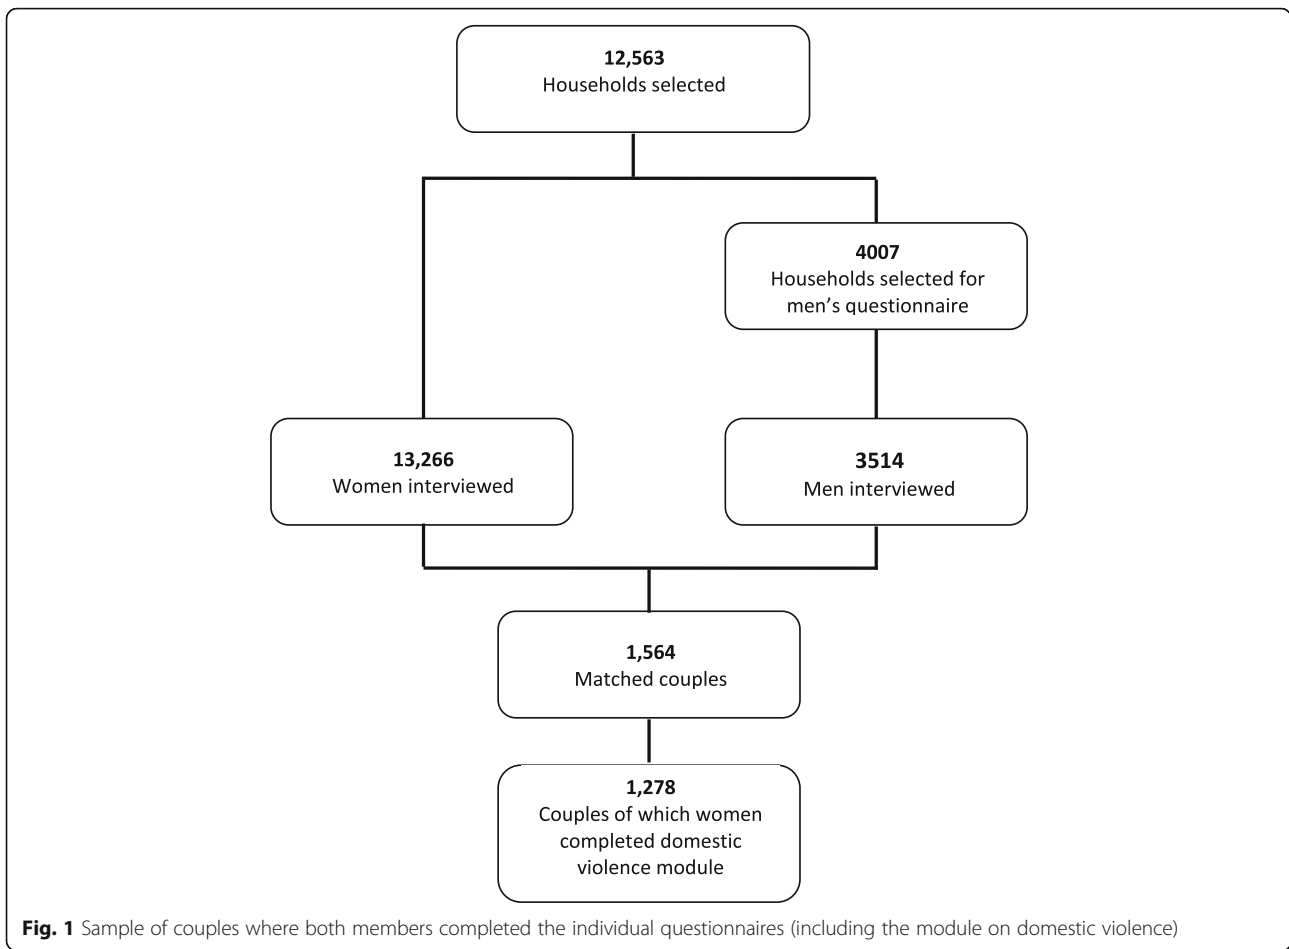 12,563
Households selected
4007
Households selected for
men's questionnaire
13,266
Women interviewed
3514
Men interviewed
1,564
Matched couples
1,278
Couples of which women
completed domestic
violence module
Fig. 1 Sample of couples where both members completed the individual questionnaires (including the module on domestic violence)